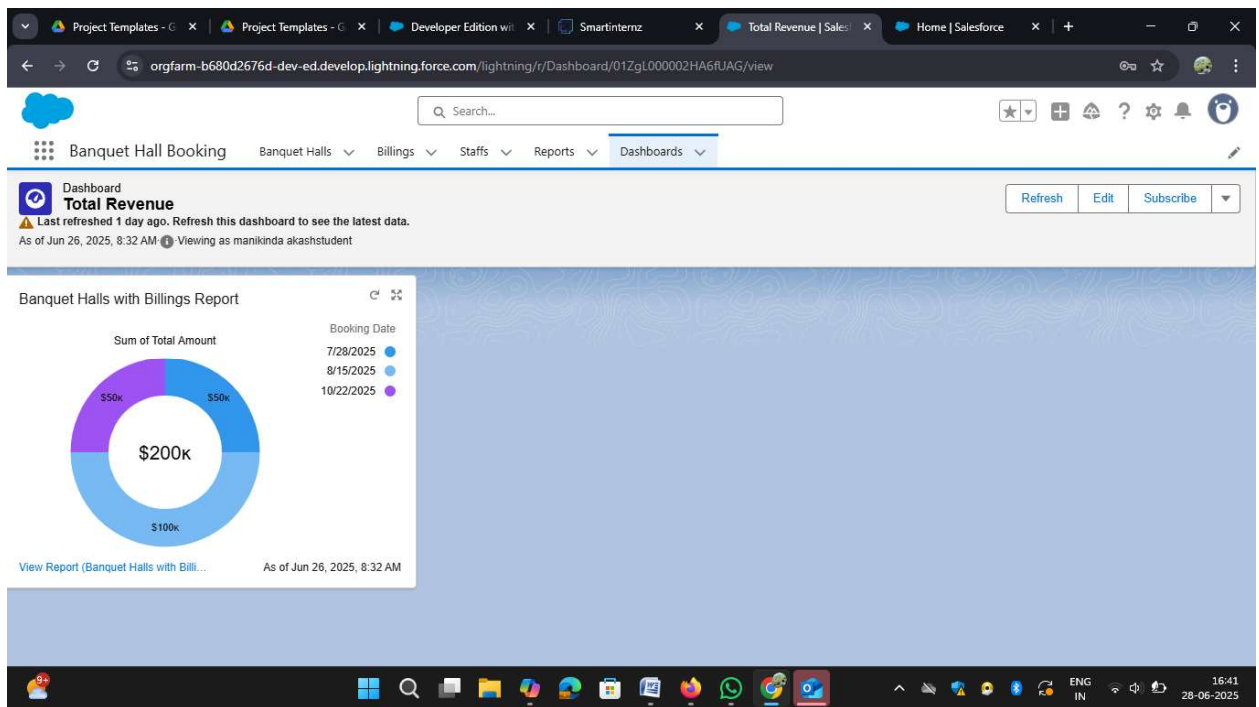 Project Templates - G
Project Templates - G
Developer Edition wit
Smartinternz
Total Revenue | Sales
Home | Salesforce
orgfarm-b680d2676d-dev-ed.develop.lightning.force.com/lightning/r/Dashboard/01ZgL000002HA6fUAG/view
Search...
Banquet Hall Booking
Banquet Halls
Billings
Staffs
Reports
Dashboards
Dashboard
Total Revenue
Last refreshed 1 day ago. Refresh this dashboard to see the latest data.
As of Jun 26, 2025, 8:32 AM·Viewing as manikinda akashstudent
Refresh
Edit
Subscribe
Banquet Halls with Billings Report
Sum of Total Amount
Booking Date
7/28/2025
8/15/2025
10/22/2025
$50K
$50K
$200K
$100K
View Report (Banquet Halls with Billi...
As of Jun 26, 2025, 8:32 AM
9+
ENG
IN
16:41
28-06-2025